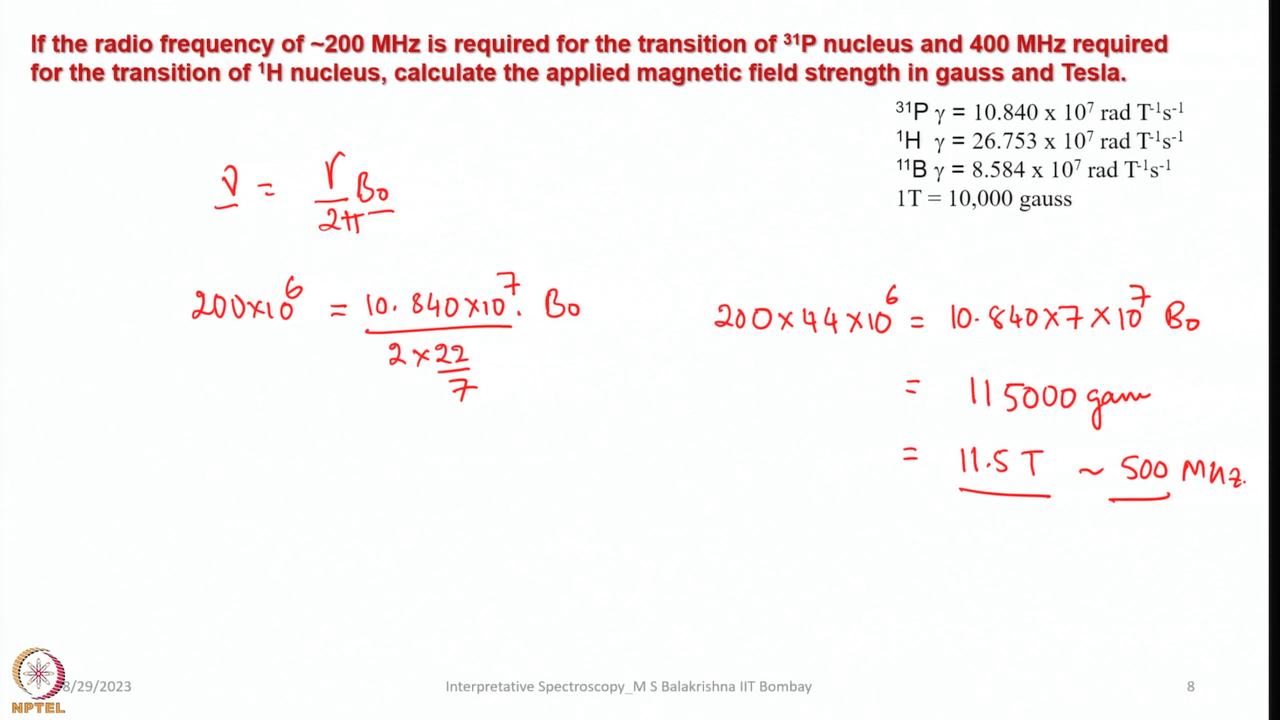 If the radio frequency of ~200 MHz is required for the transition of ³¹P nucleus and 400 MHz required
for the transition of ¹H nucleus, calculate the applied magnetic field strength in gauss and Tesla.
³¹P γ = 10.840 x 10⁷ rad T⁻¹s⁻¹
¹H γ = 26.753 x 10⁷ rad T⁻¹s⁻¹
¹¹B γ = 8.584 x 10⁷ rad T⁻¹s⁻¹
1T = 10,000 gauss
ν = γ/2π B₀
200×10⁶ = 10.840×10⁷ . B₀
2 × 22/7
200×44×10⁶ = 10.840×7×10⁷ B₀
= 115000 gauss
= 11.5 T ~ 500 MHz.
8/29/2023
Interpretative Spectroscopy_M S Balakrishna IIT Bombay
8
NPTEL